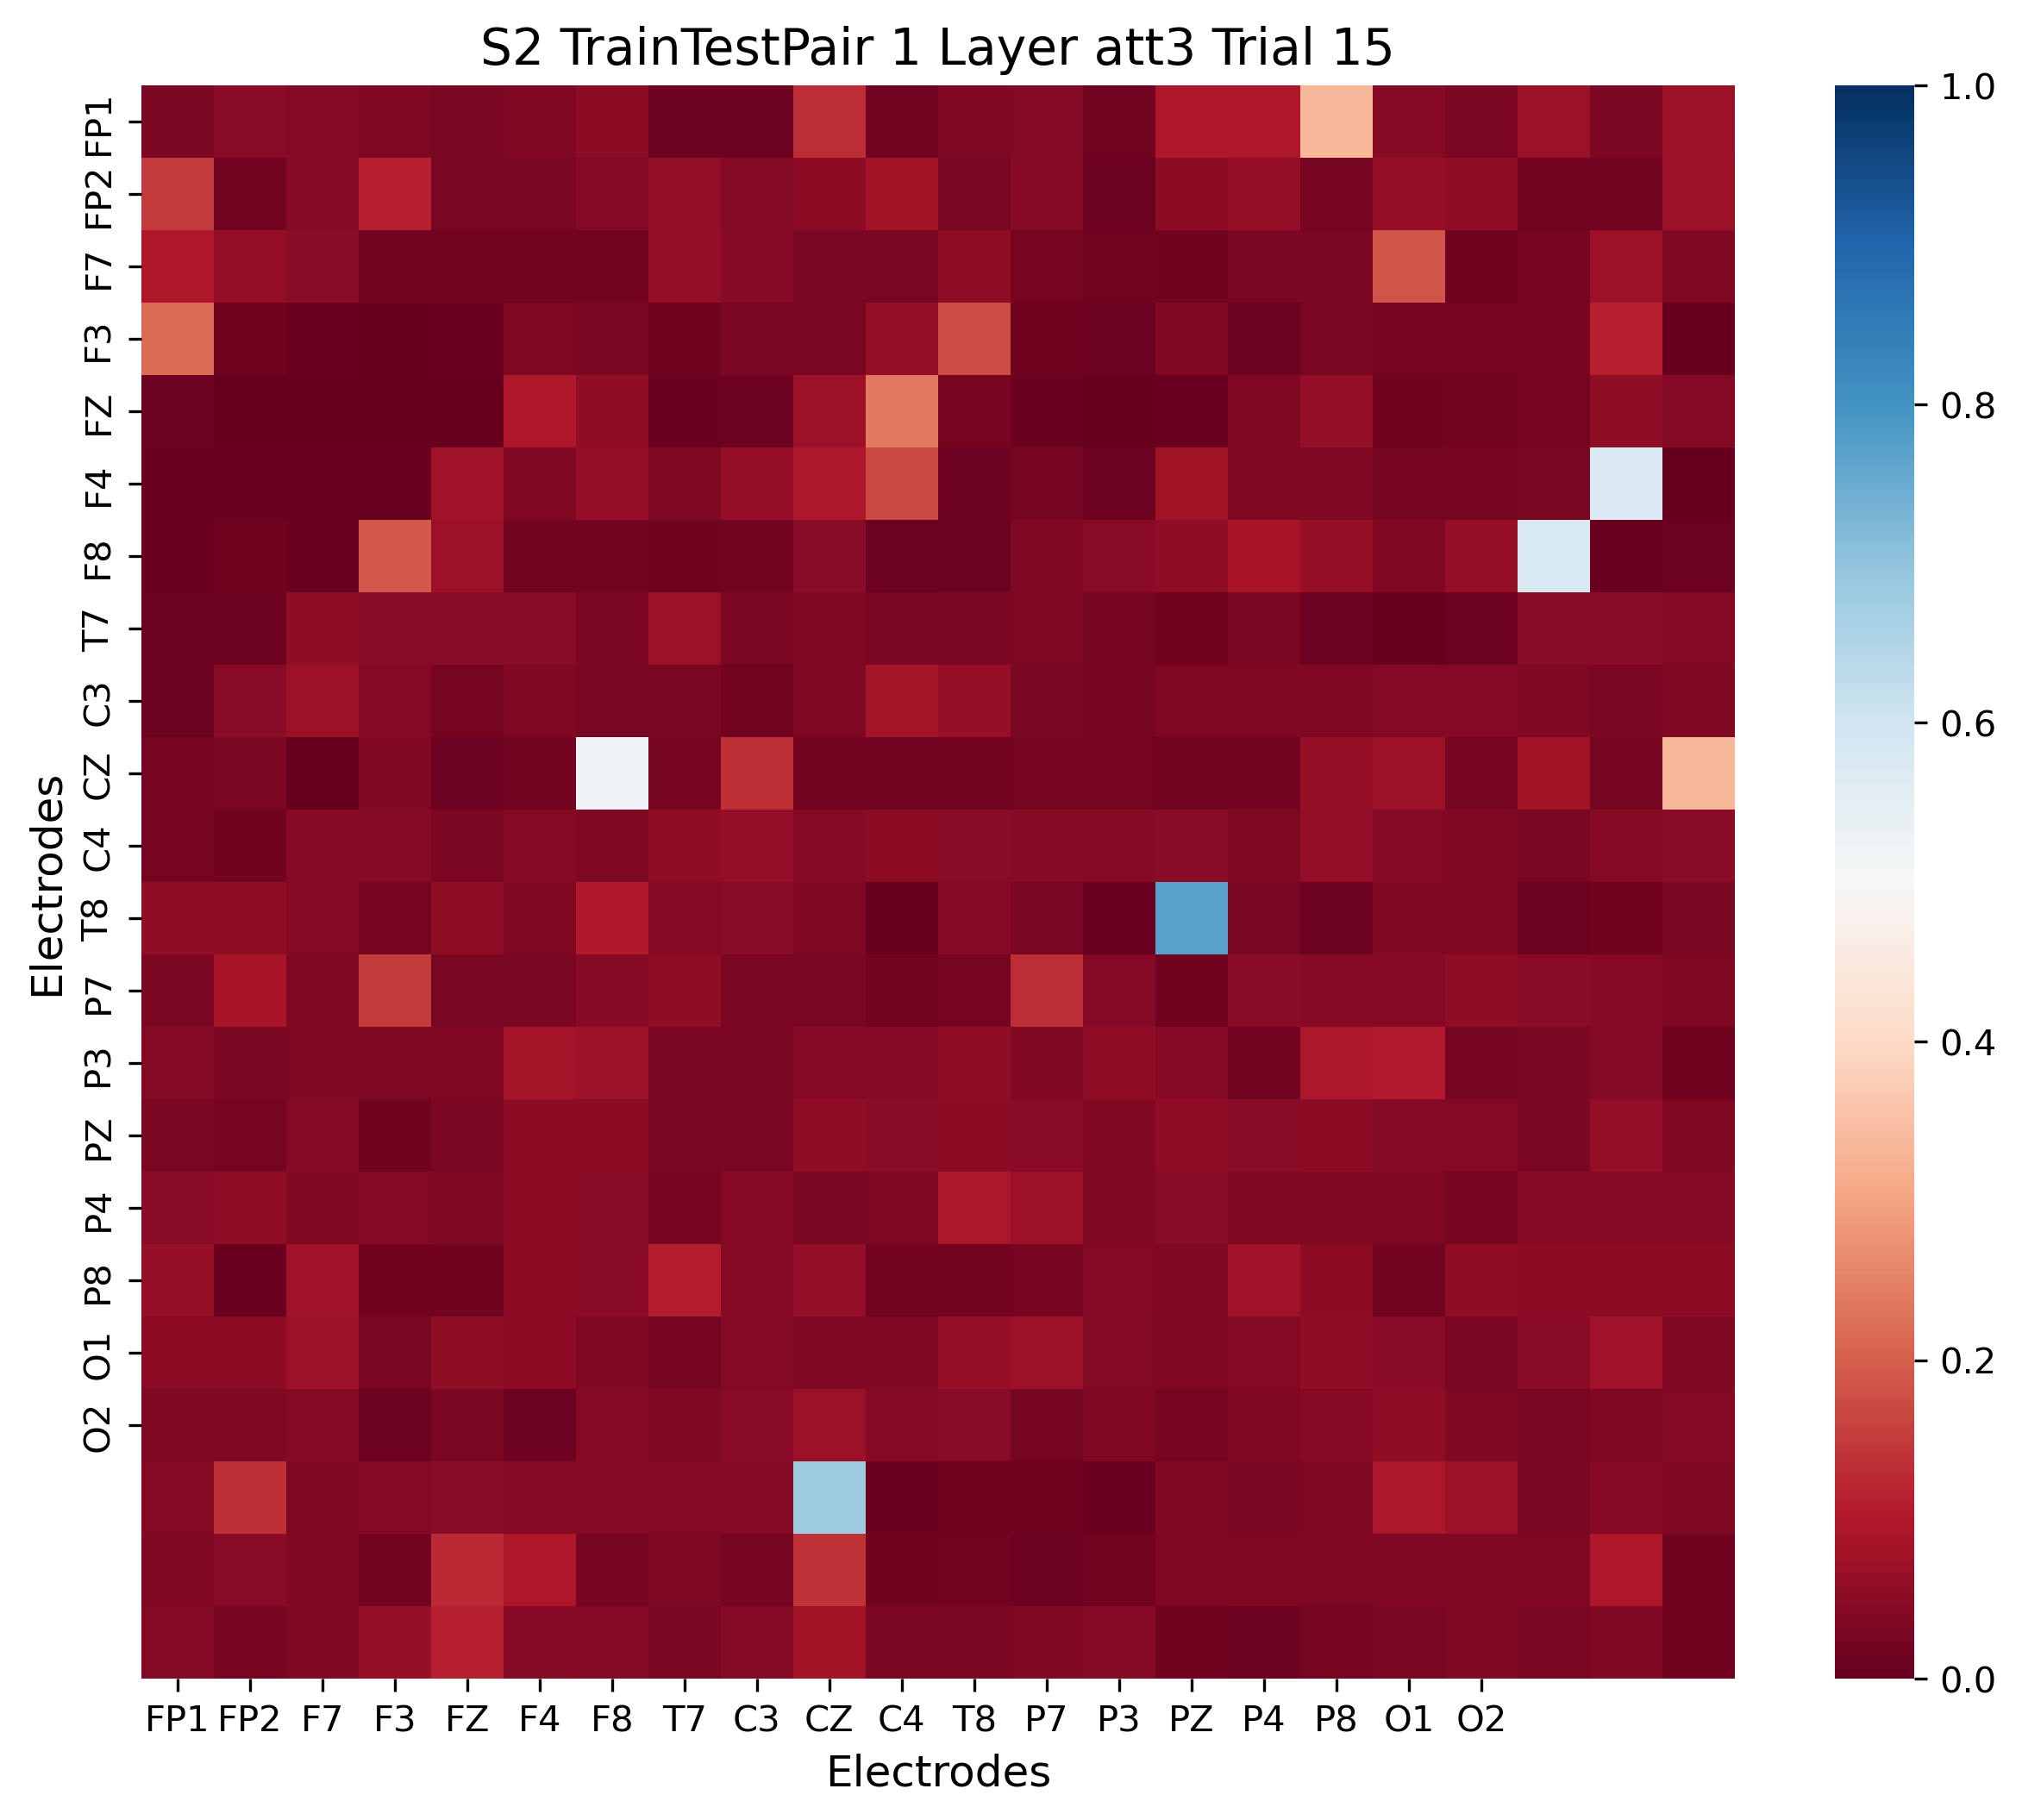 S2 TrainTestPair 1 Layer att3 Trial 15
Electrodes
FP1
FP2
F7
F3
FZ
F4
F8
T7
C3
CZ
C4
T8
P7
P3
PZ
P4
P8
O1
O2
FP1 FP2 F7 F3 FZ F4 F8 T7 C3 CZ C4 T8 P7 P3 PZ P4 P8 O1 O2
Electrodes
1.0
0.8
0.6
0.4
0.2
0.0